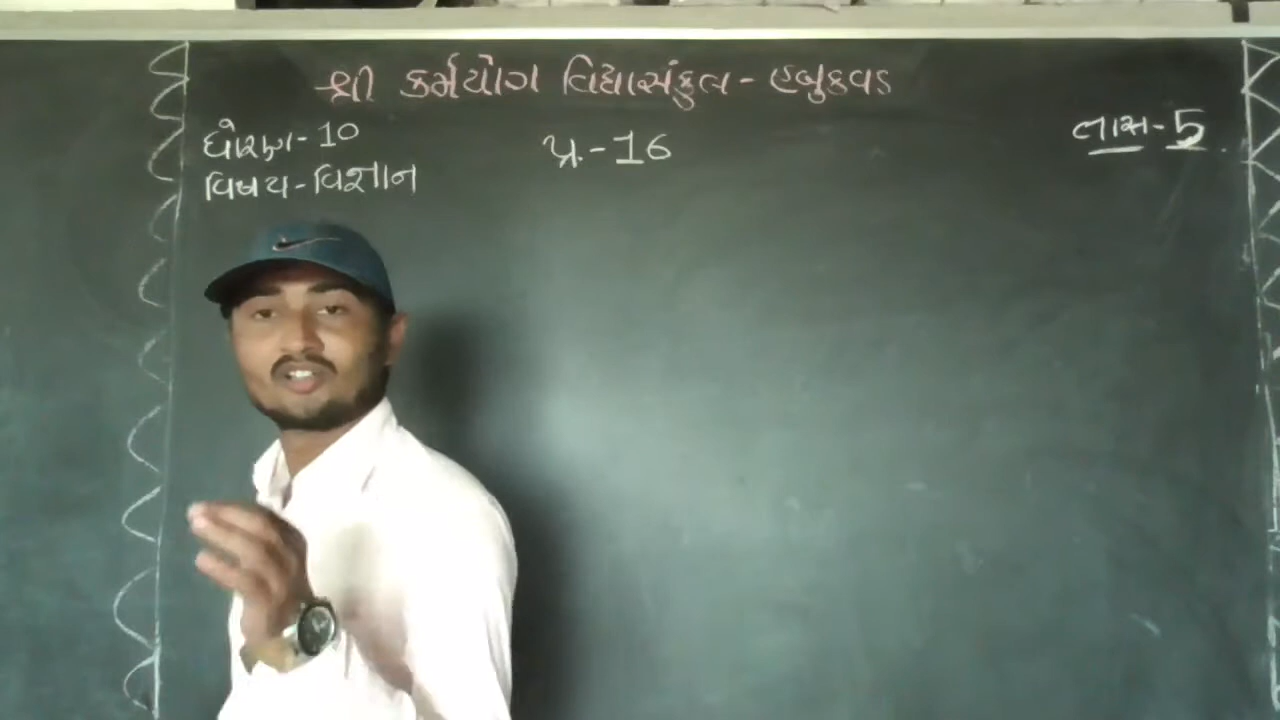 શ્રી કર્મયોગ વિદ્યાસંકુલ - હબુકવડ
ધોરણ - 10
પ્ર. - 16
તાસ - 5
વિષય - વિજ્ઞાન